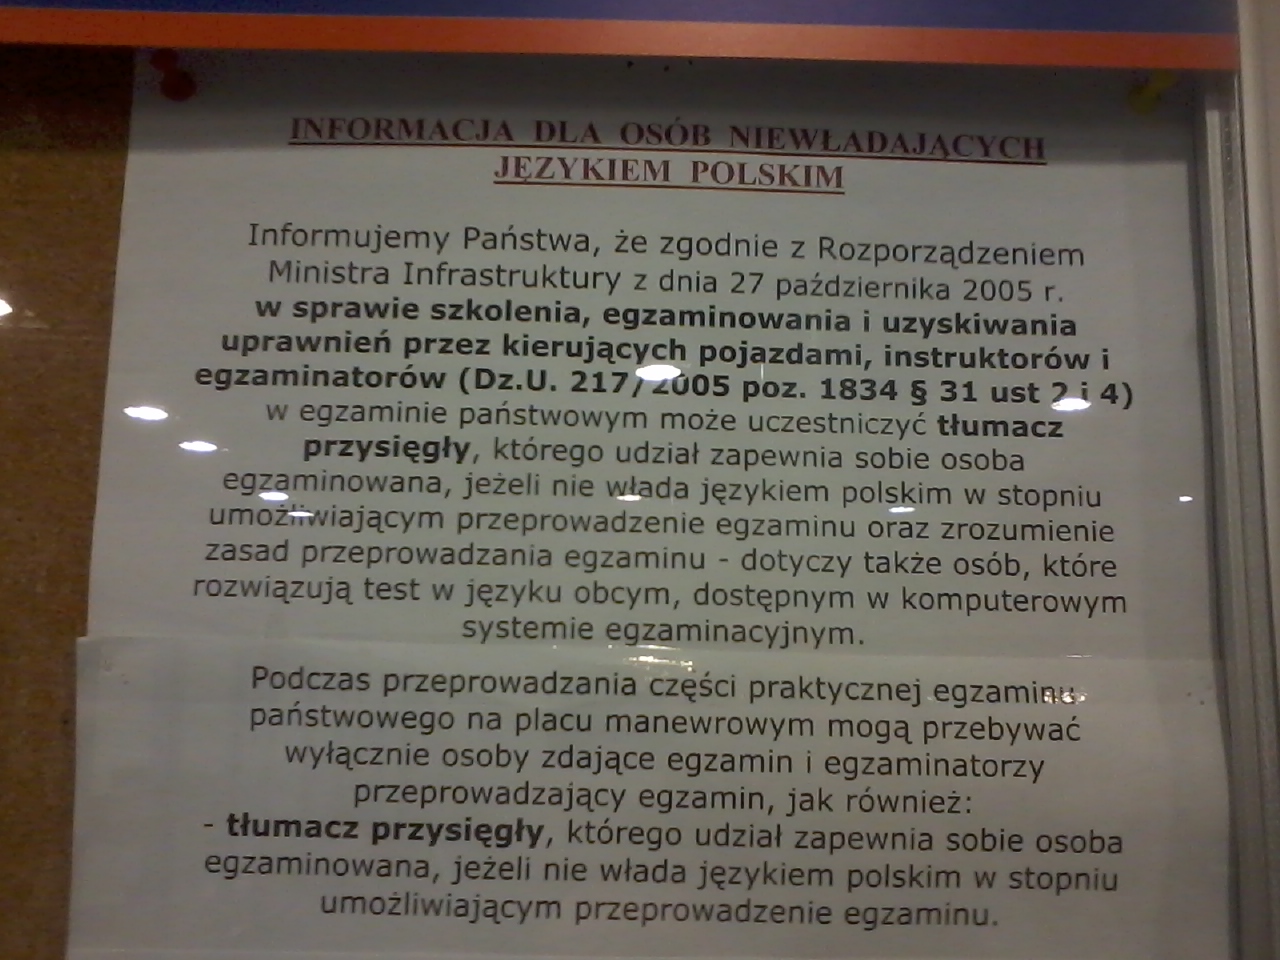 INFORMACJA DLA OSÓB NIEWŁADAJĄCYCH
JĘZYKIEM POLSKIM
Informujemy Państwa, że zgodnie z Rozporządzeniem
Ministra Infrastruktury z dnia 27 października 2005 r.
w sprawie szkolenia, egzaminowania i uzyskiwania
uprawnień przez kierujących pojazdami, instruktorów i
egzaminatorów (Dz.U. 217/2005 poz. 1834 § 31 ust 2 i 4)
w egzaminie państwowym może uczestniczyć tłumacz
przysięgły, którego udział zapewnia sobie osoba
egzaminowana, jeżeli nie włada językiem polskim w stopniu
umożliwiającym przeprowadzenie egzaminu oraz zrozumienie
zasad przeprowadzania egzaminu - dotyczy także osób, które
rozwiązują test w języku obcym, dostępnym w komputerowym
systemie egzaminacyjnym.
Podczas przeprowadzania części praktycznej egzaminu
państwowego na placu manewrowym mogą przebywać
wyłącznie osoby zdające egzamin i egzaminatorzy
przeprowadzający egzamin, jak również:
- tłumacz przysięgły, którego udział zapewnia sobie osoba
egzaminowana, jeżeli nie włada językiem polskim w stopniu
umożliwiającym przeprowadzenie egzaminu.